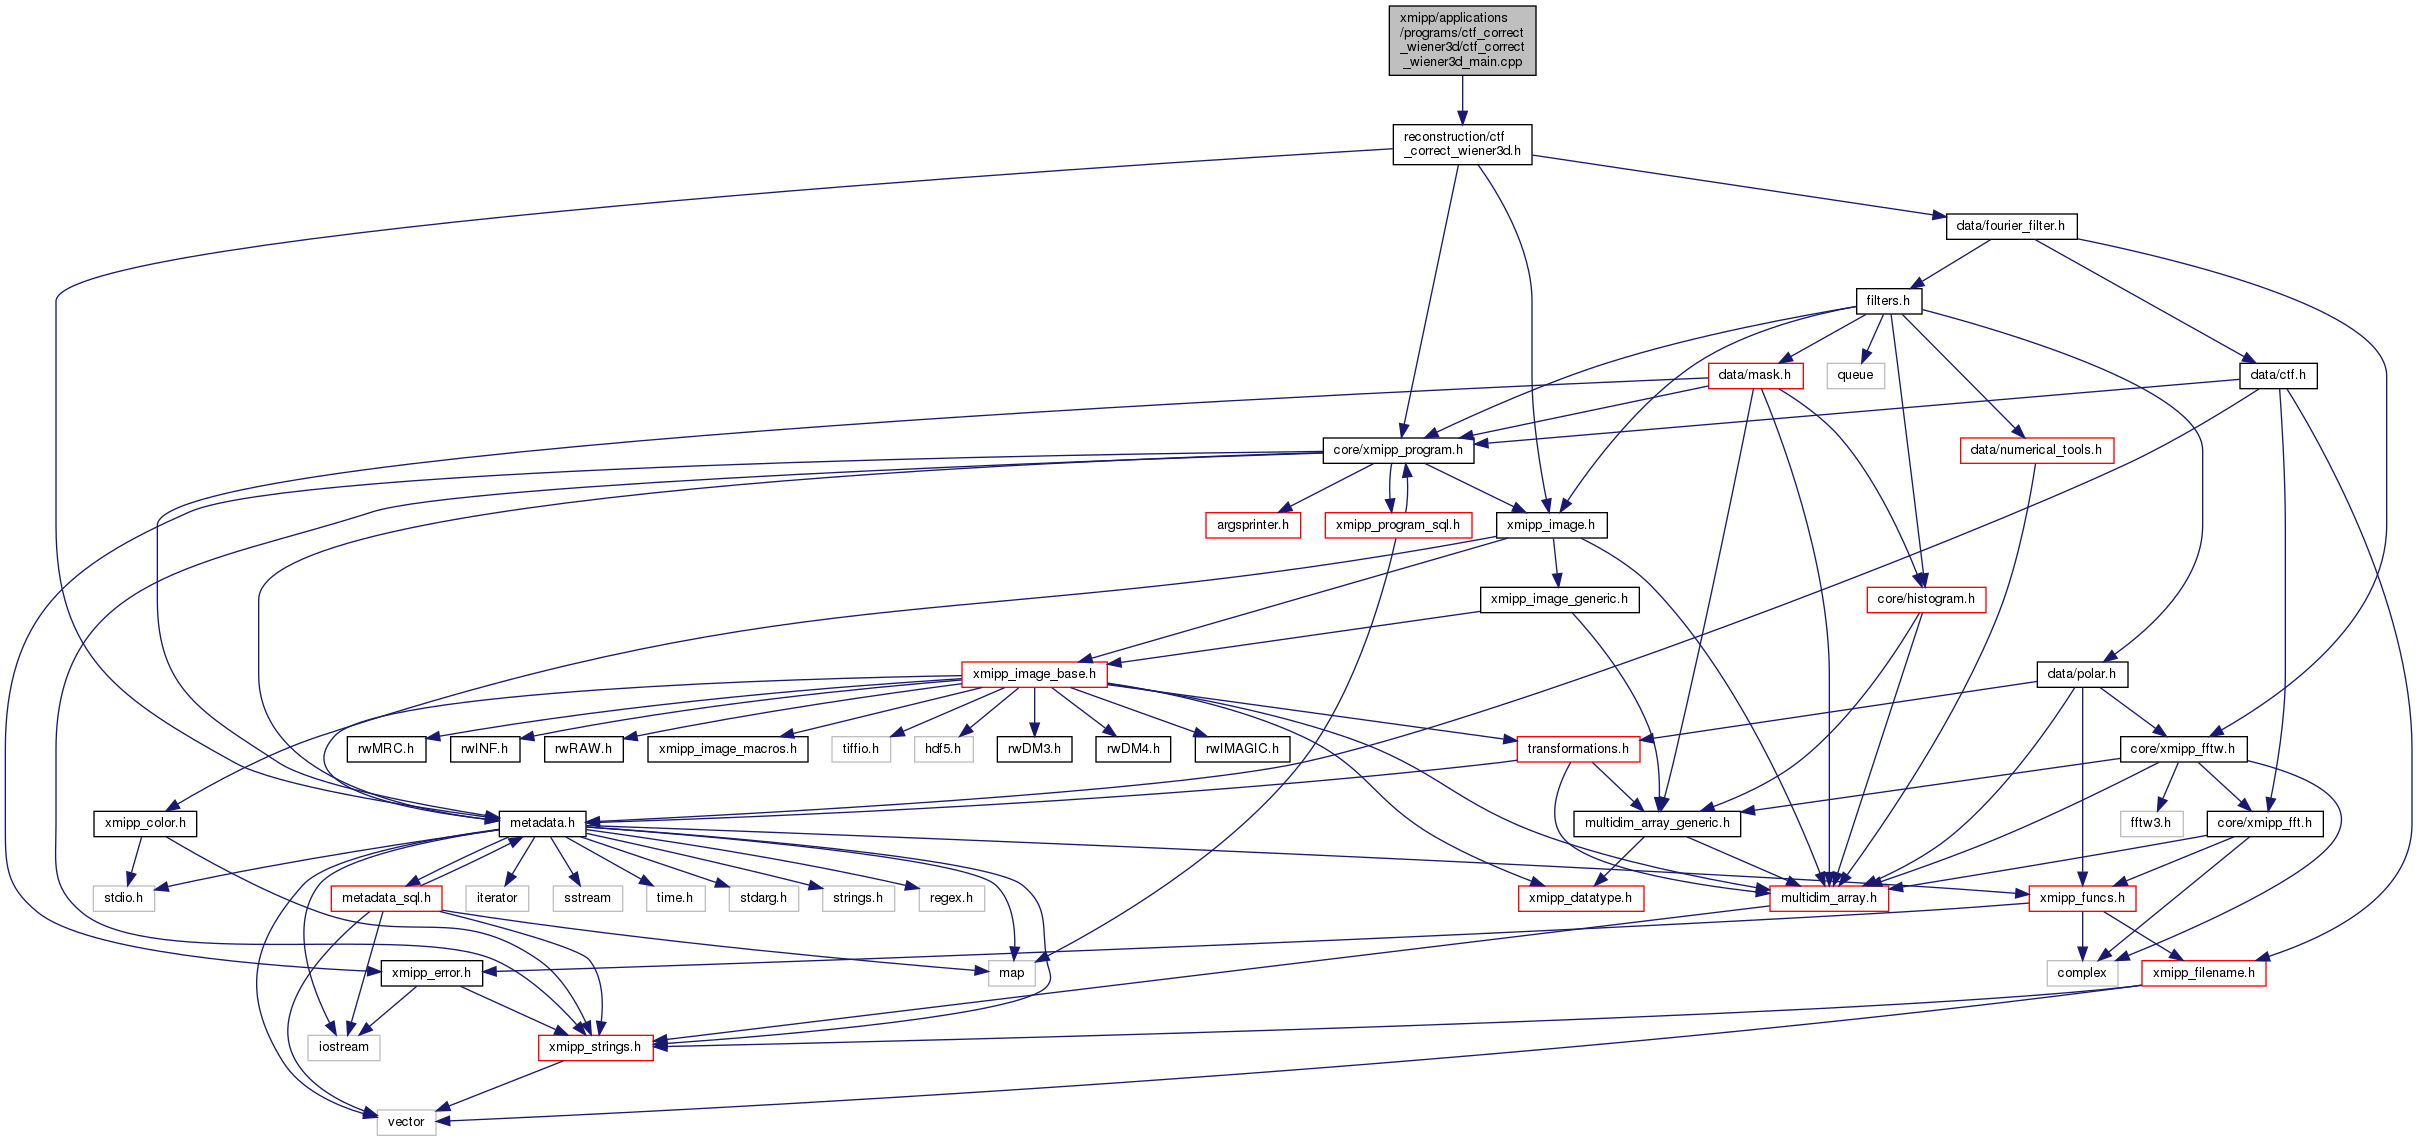 xmipp/applications
/programs/ctf_correct
_wiener3d/ctf_correct
_wiener3d_main.cpp
reconstruction/ctf
_correct_wiener3d.h
data/fourier_filter.h
filters.h
data/mask.h
queue
data/ctf.h
core/xmipp_program.h
data/numerical_tools.h
argsprinter.h
xmipp_program_sql.h
xmipp_image.h
xmipp_image_generic.h
core/histogram.h
xmipp_image_base.h
data/polar.h
rwMRC.h
rwINF.h
rwRAW.h
xmipp_image_macros.h
tiffio.h
hdf5.h
rwDM3.h
rwDM4.h
rwIMAGIC.h
transformations.h
core/xmipp_fftw.h
xmipp_color.h
metadata.h
multidim_array_generic.h
fftw3.h
core/xmipp_fft.h
stdio.h
metadata_sql.h
iterator
sstream
time.h
stdarg.h
strings.h
regex.h
xmipp_datatype.h
multidim_array.h
xmipp_funcs.h
xmipp_error.h
map
complex
xmipp_filename.h
iostream
xmipp_strings.h
vector